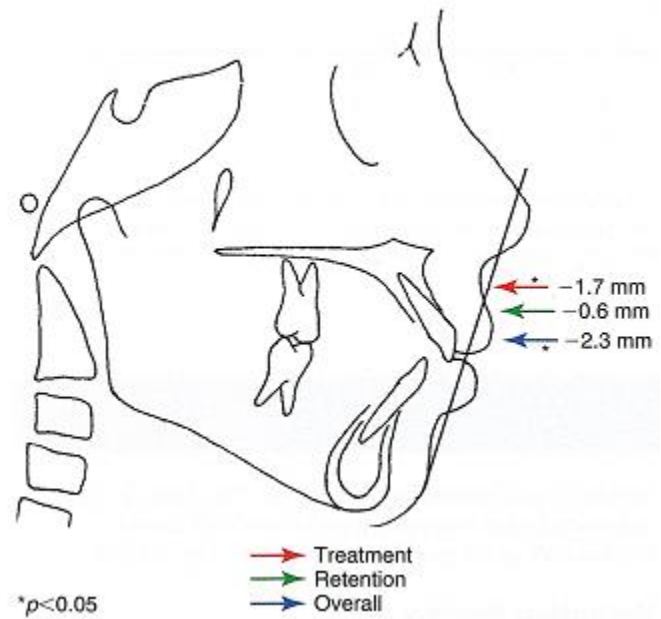 * −1.7 mm
−0.6 mm
−2.3 mm
*
Treatment
Retention
*p<0.05
Overall